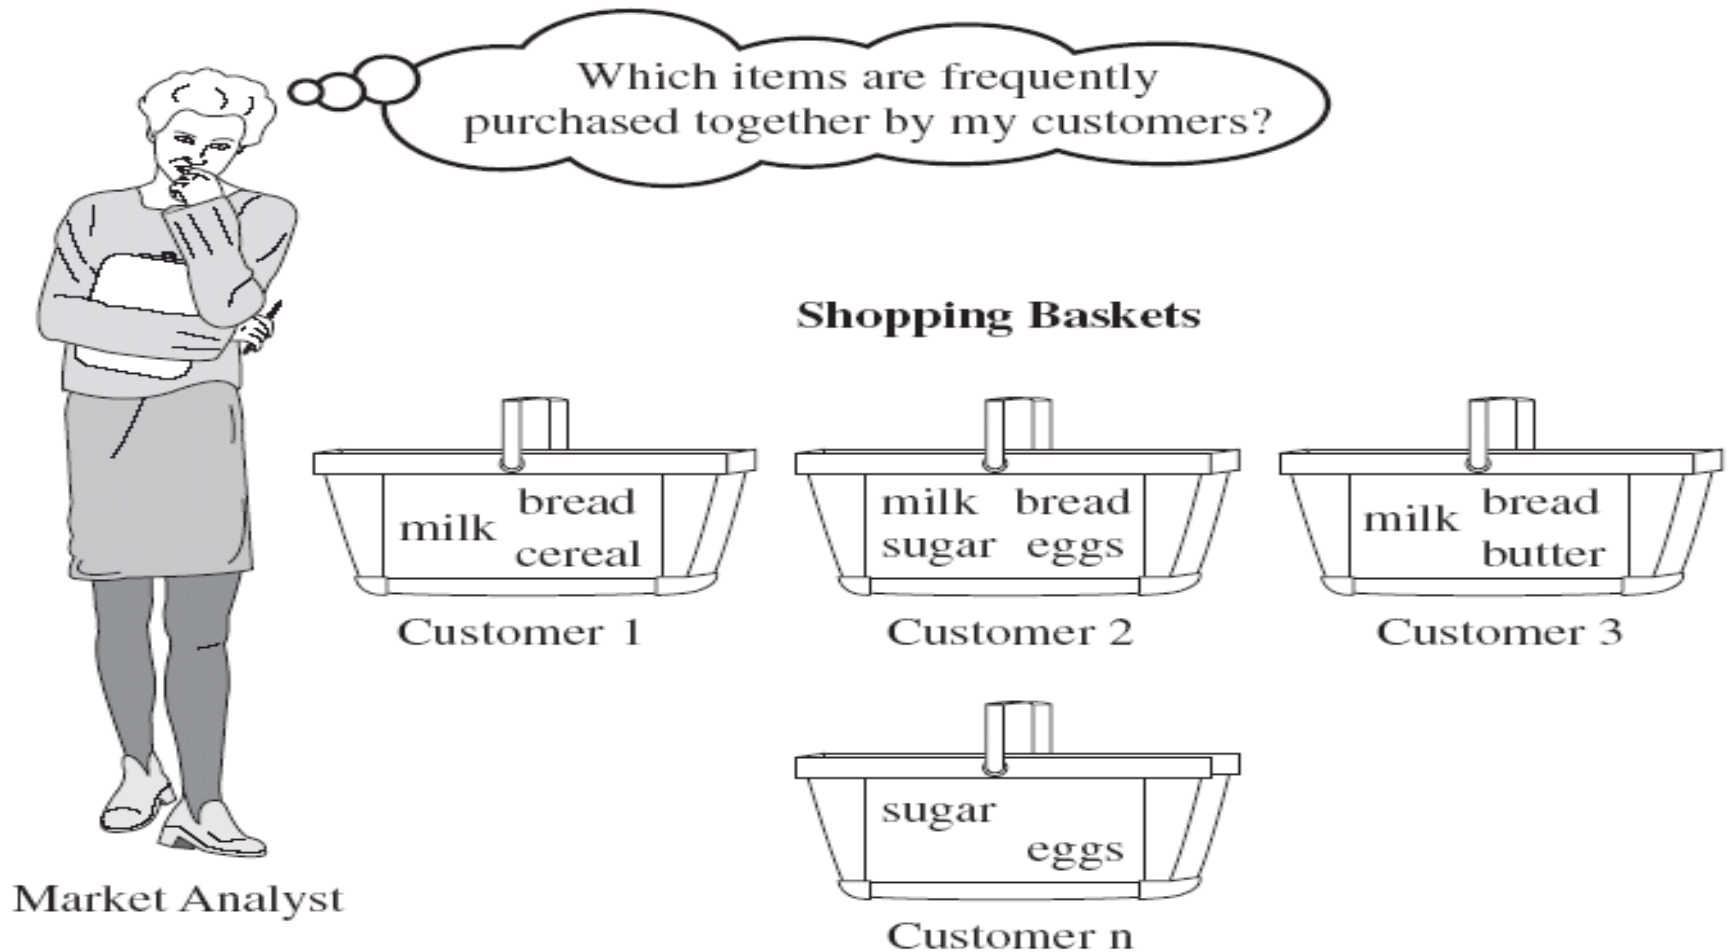 Which items are frequently
purchased together by my customers?
Shopping Baskets
milk bread
cereal
Customer 1
milk bread
sugar eggs
Customer 2
milk bread
butter
Customer 3
sugar
eggs
Customer n
Market Analyst